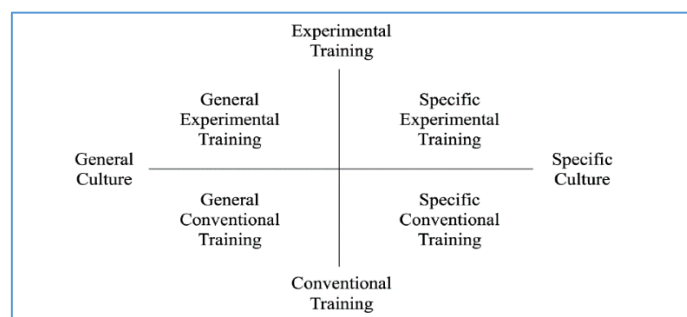 Experimental
Training
General
Experimental
Training
Specific
Experimental
Training
General
Culture
Specific
Culture
General
Conventional
Training
Specific
Conventional
Training
Conventional
Training